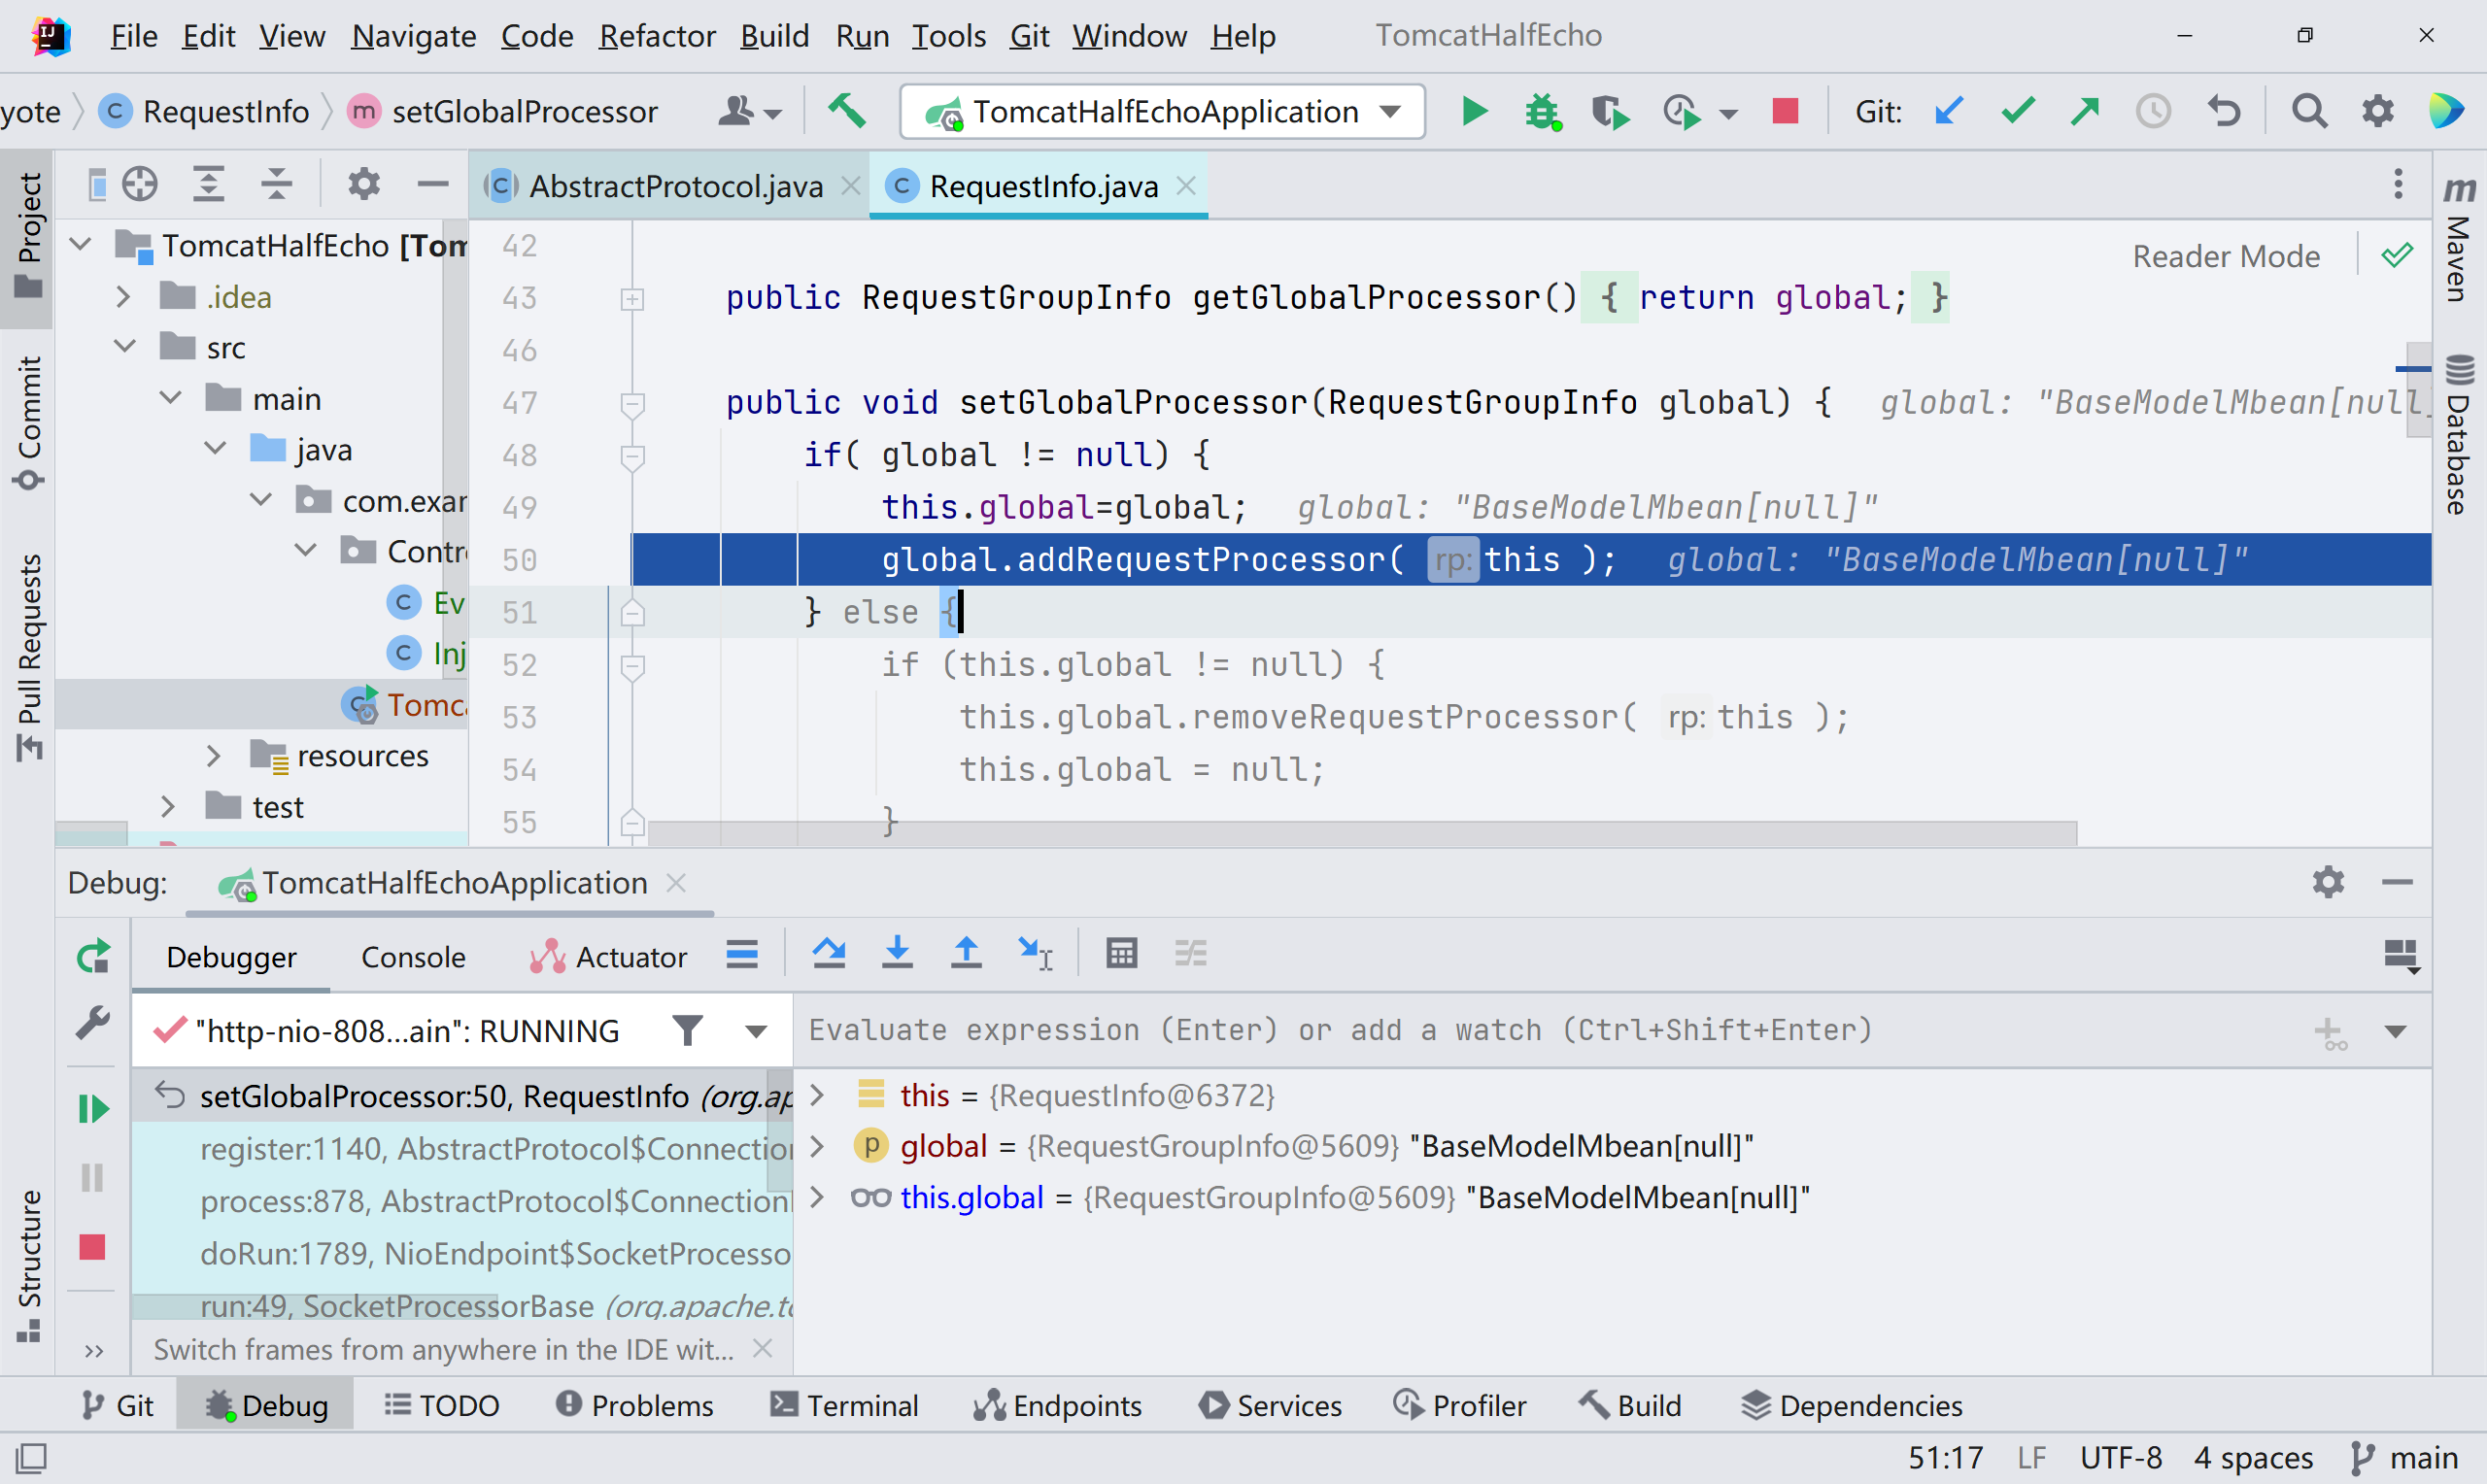 File Edit View Navigate Code Refactor Build Run Tools Git Window Help TomcatHalfEcho
yote RequestInfo setGlobalProcessor TomcatHalfEchoApplication Git:
AbstractProtocol.java RequestInfo.java
Project
Commit
Pull Requests
Structure
TomcatHalfEcho [Tom
.idea
src
main
java
com.exar
Contr
Ev
Inj
Tomc
resources
test
Reader Mode
42
43 public RequestGroupInfo getGlobalProcessor() { return global; }
46
47 public void setGlobalProcessor(RequestGroupInfo global) { global: "BaseModelMbean[null]
48 if( global != null) {
49 this.global=global; global: "BaseModelMbean[null]"
50 global.addRequestProcessor( rp: this ); global: "BaseModelMbean[null]"
51 } else {
52 if (this.global != null) {
53 this.global.removeRequestProcessor( rp: this );
54 this.global = null;
55 }
Maven
Database
Debug: TomcatHalfEchoApplication
Debugger Console Actuator
"http-nio-808...ain": RUNNING
Evaluate expression (Enter) or add a watch (Ctrl+Shift+Enter)
setGlobalProcessor:50, RequestInfo (org.ap
register:1140, AbstractProtocol$Connection
process:878, AbstractProtocol$Connection
doRun:1789, NioEndpoint$SocketProcesso
run:49, SocketProcessorBase (org.apache.to
Switch frames from anywhere in the IDE wit...
this = {RequestInfo@6372}
global = {RequestGroupInfo@5609} "BaseModelMbean[null]"
this.global = {RequestGroupInfo@5609} "BaseModelMbean[null]"
Git Debug TODO Problems Terminal Endpoints Services Profiler Build Dependencies
51:17 LF UTF-8 4 spaces main